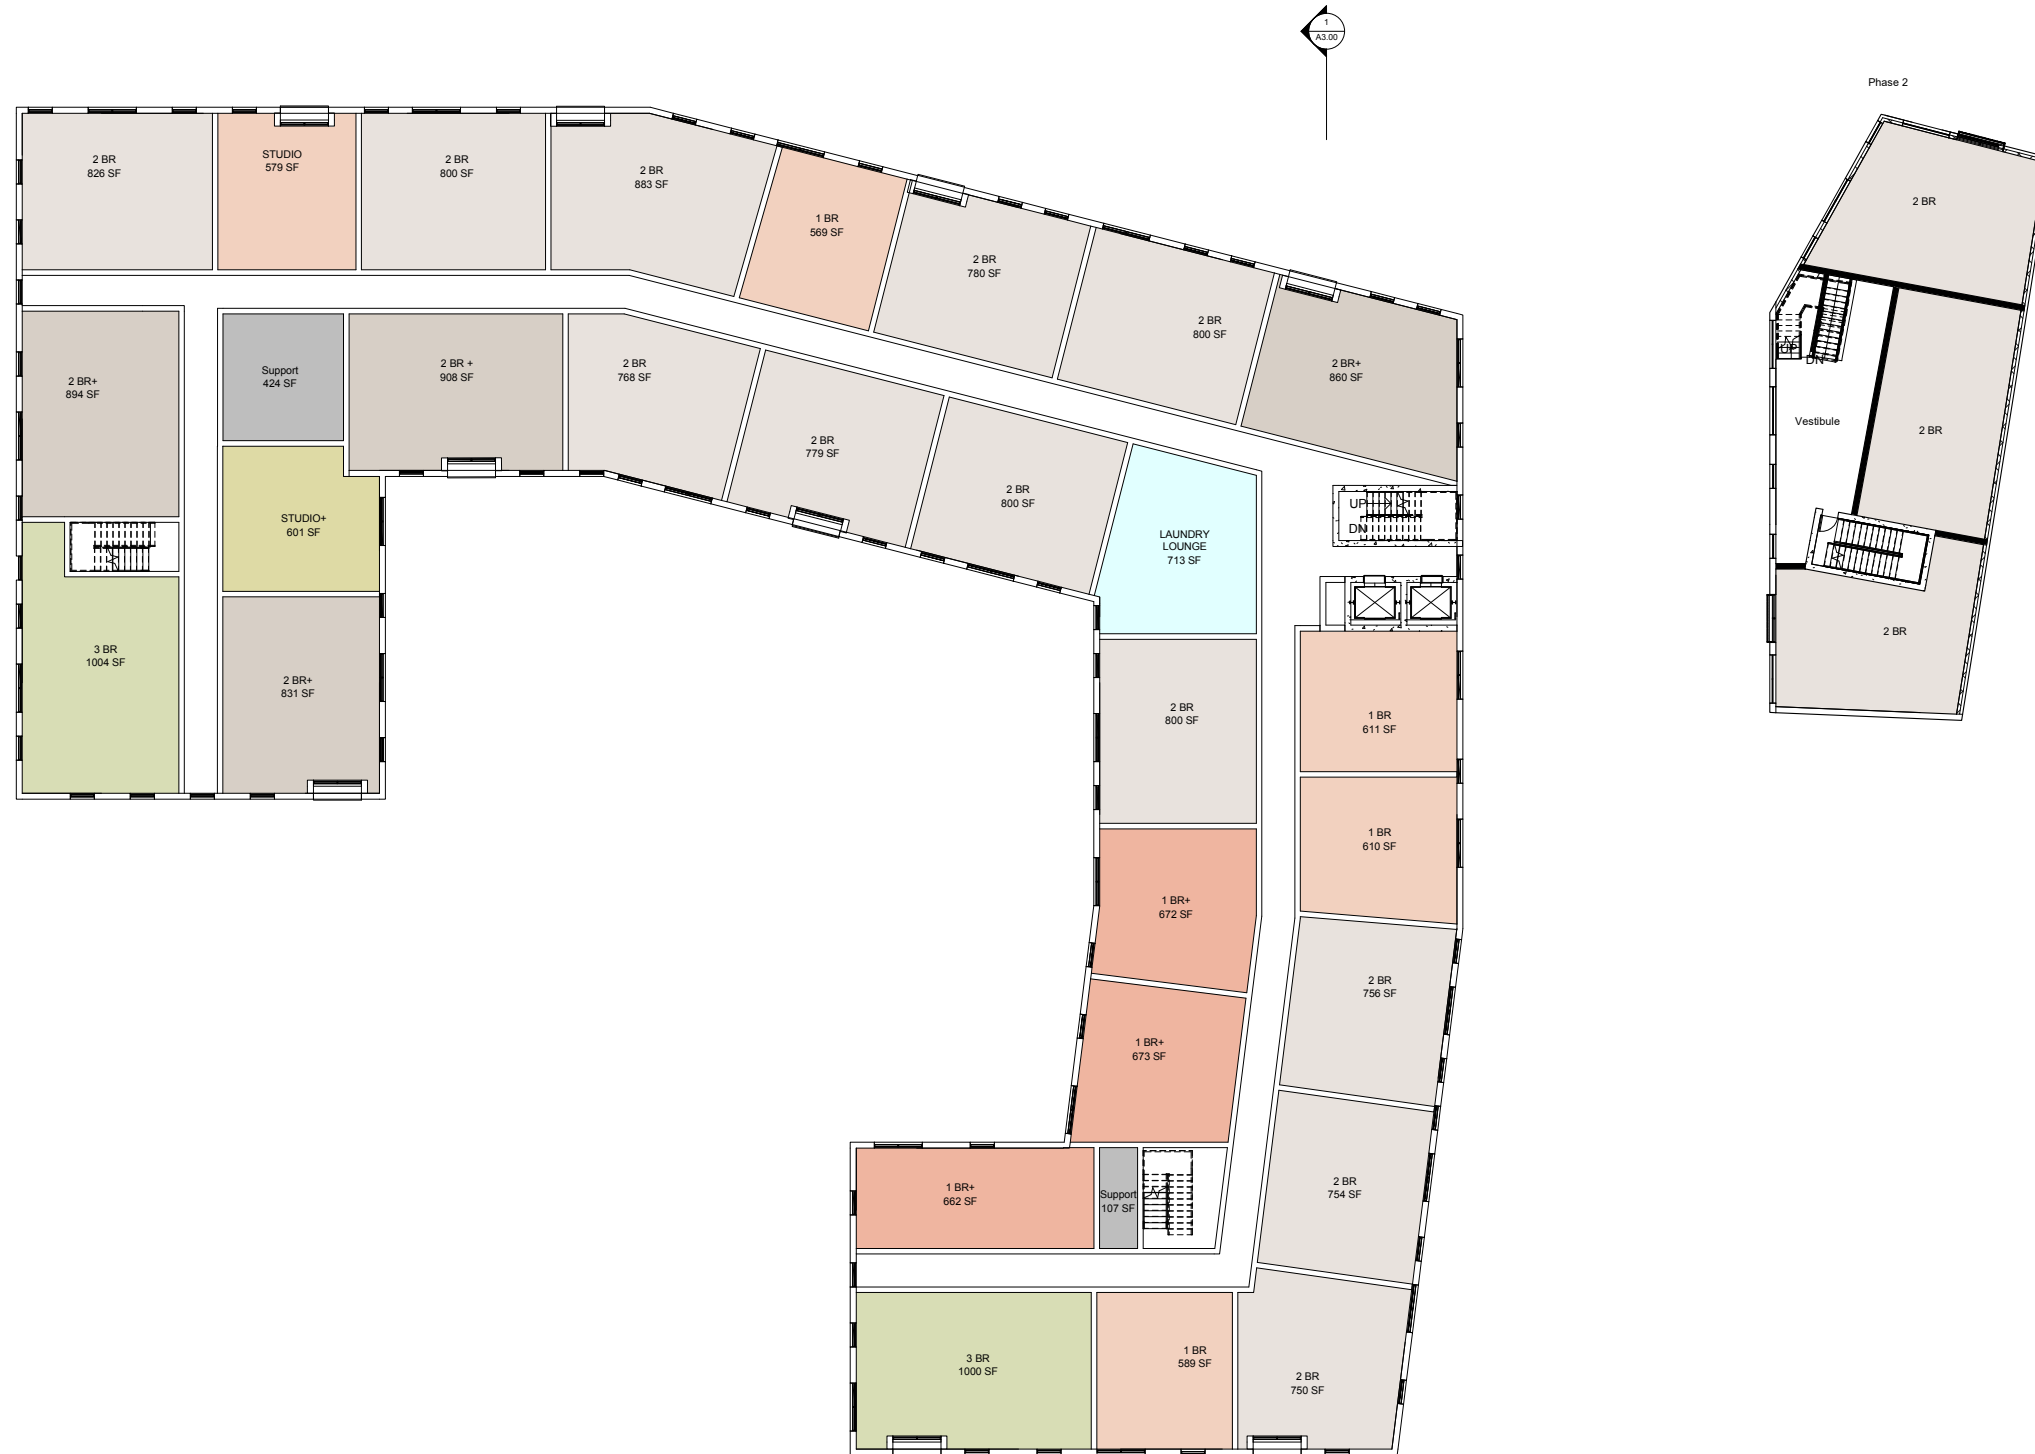 1
A3.00
Phase 2
2 BR
826 SF
STUDIO
579 SF
2 BR
800 SF
2 BR
883 SF
1 BR
569 SF
2 BR
780 SF
2 BR
800 SF
2 BR+
860 SF
2 BR+
894 SF
Support
424 SF
2 BR +
908 SF
2 BR
768 SF
2 BR
779 SF
2 BR
800 SF
LAUNDRY
LOUNGE
713 SF
UP
DN
STUDIO+
601 SF
3 BR
1004 SF
2 BR+
831 SF
2 BR
800 SF
1 BR
611 SF
1 BR
610 SF
1 BR+
672 SF
2 BR
756 SF
1 BR+
673 SF
1 BR+
662 SF
Support
107 SF
2 BR
754 SF
3 BR
1000 SF
1 BR
589 SF
2 BR
750 SF
2 BR
UP
DN
Vestibule
2 BR
2 BR